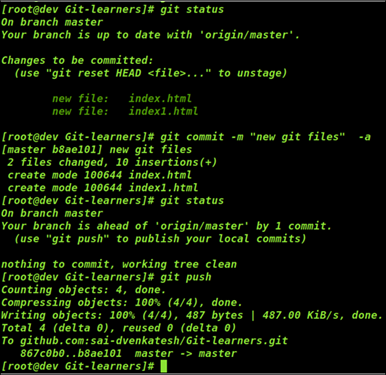 [root@dev Git-learners]# git status
On branch master
Your branch is up to date with 'origin/master'.
Changes to be committed:
(use "git reset HEAD <file>..." to unstage)
new file: index.html
new file: index1.html
[root@dev Git-learners]# git commit -m "new git files" -a
[master b8ae101] new git files
2 files changed, 10 insertions(+)
create mode 100644 index.html
create mode 100644 index1.html
[root@dev Git-learners]# git status
On branch master
Your branch is ahead of 'origin/master' by 1 commit.
(use "git push" to publish your local commits)
nothing to commit, working tree clean
[root@dev Git-learners]# git push
Counting objects: 4, done.
Compressing objects: 100% (4/4), done.
Writing objects: 100% (4/4), 487 bytes | 487.00 KiB/s, done.
Total 4 (delta 0), reused 0 (delta 0)
To github.com:sai-dvenkatesh/Git-learners.git
867c0b0..b8ae101 master -> master
[root@dev Git-learners]#